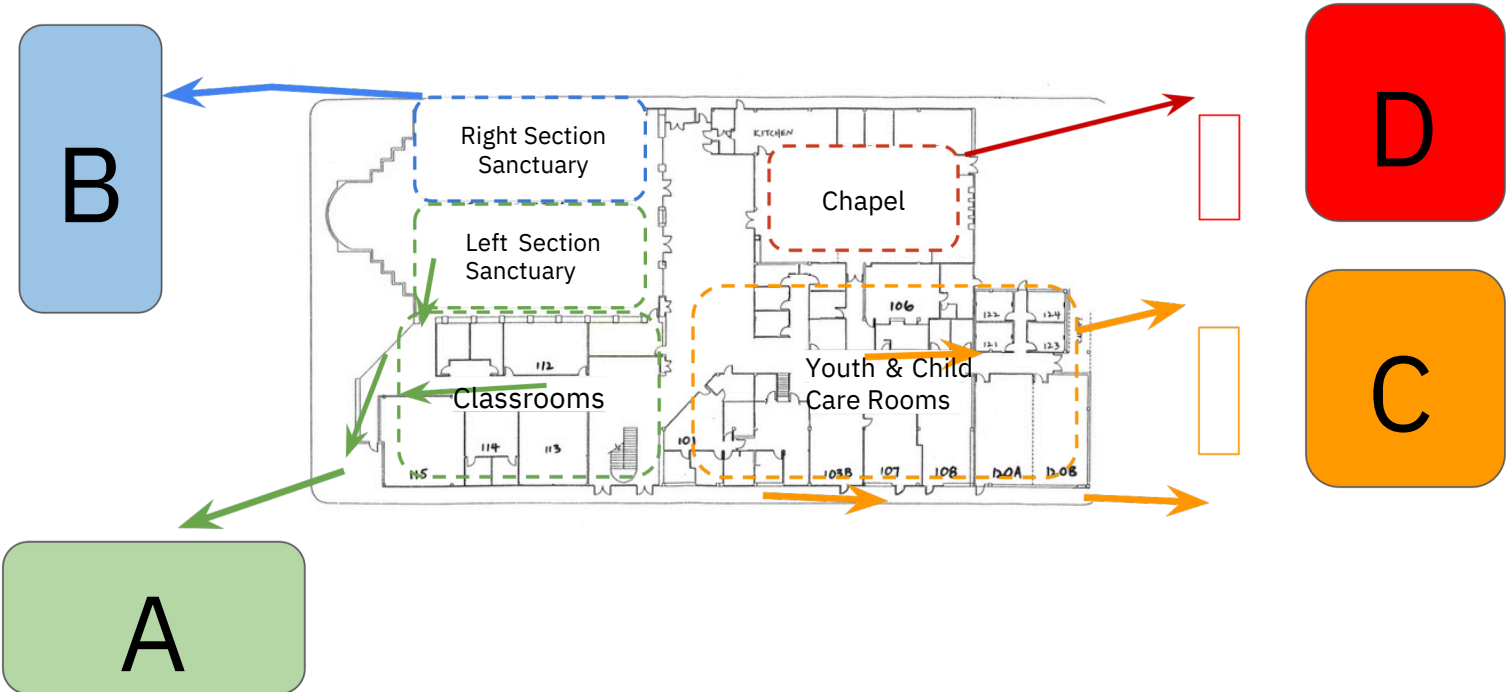 B
D
Right Section
Sanctuary
KITCHEN
Chapel
Left Section
Sanctuary
106
122
124
121
123
112
Youth & Child
Care Rooms
Classrooms
C
101
114
113
115
103B
107
108
120A
120B
A